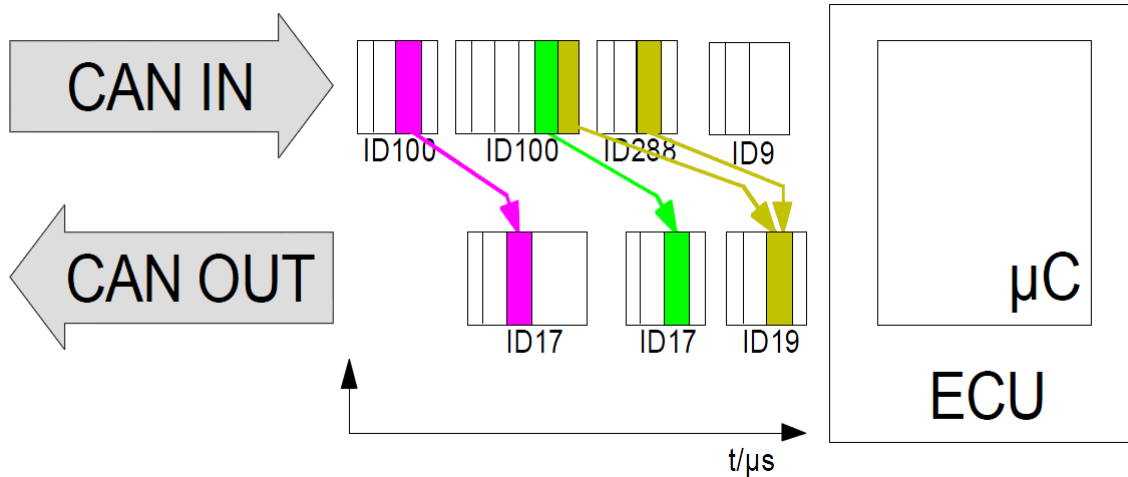 CAN IN
ID100
ID100
ID288
ID9
CAN OUT
ID17
ID17
ID19
µC
ECU
t/µs